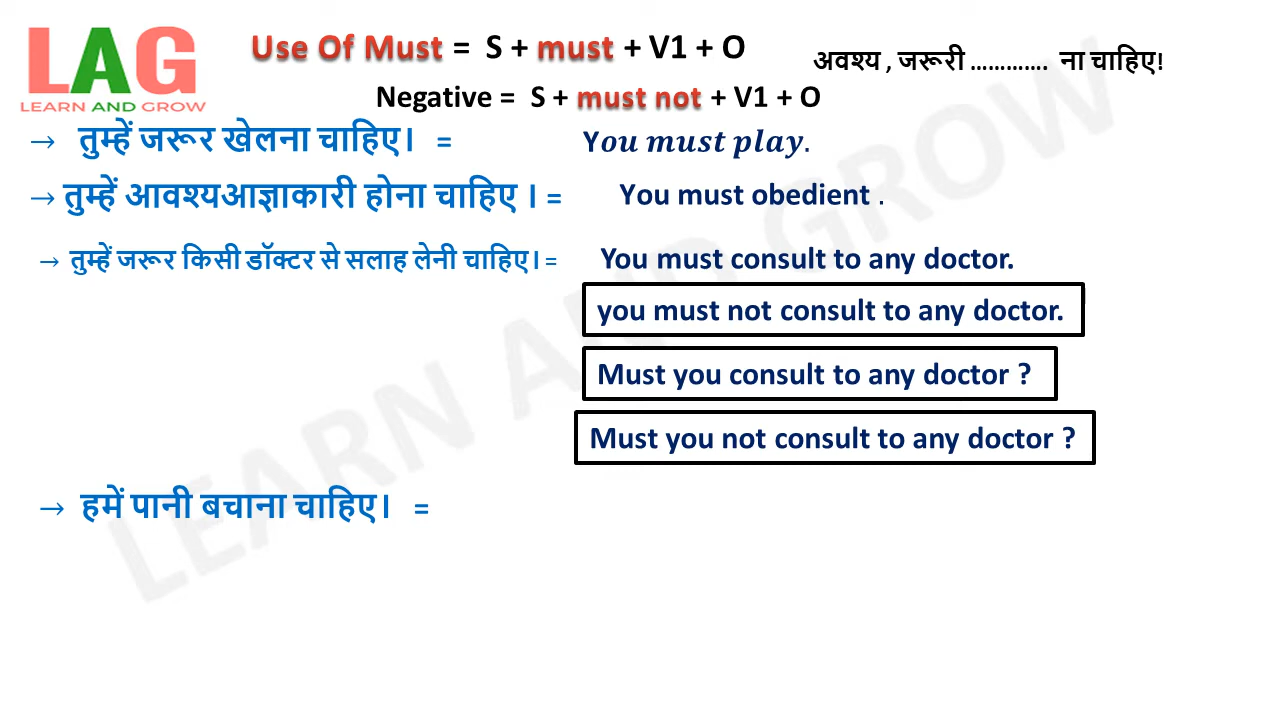 LAG
LEARN AND GROW
Use Of Must = S + must + V1 + O
अवश्य , जरूरी …………. ना चाहिए!
Negative = S + must not + V1 + O
→ तुम्हें जरूर खेलना चाहिए। = You must play.
→ तुम्हें आवश्यआज्ञाकारी होना चाहिए । = You must obedient .
→ तुम्हें जरूर किसी डॉक्टर से सलाह लेनी चाहिए। = You must consult to any doctor.
you must not consult to any doctor.
Must you consult to any doctor ?
Must you not consult to any doctor ?
→ हमें पानी बचाना चाहिए। =
LEARN AND GROW